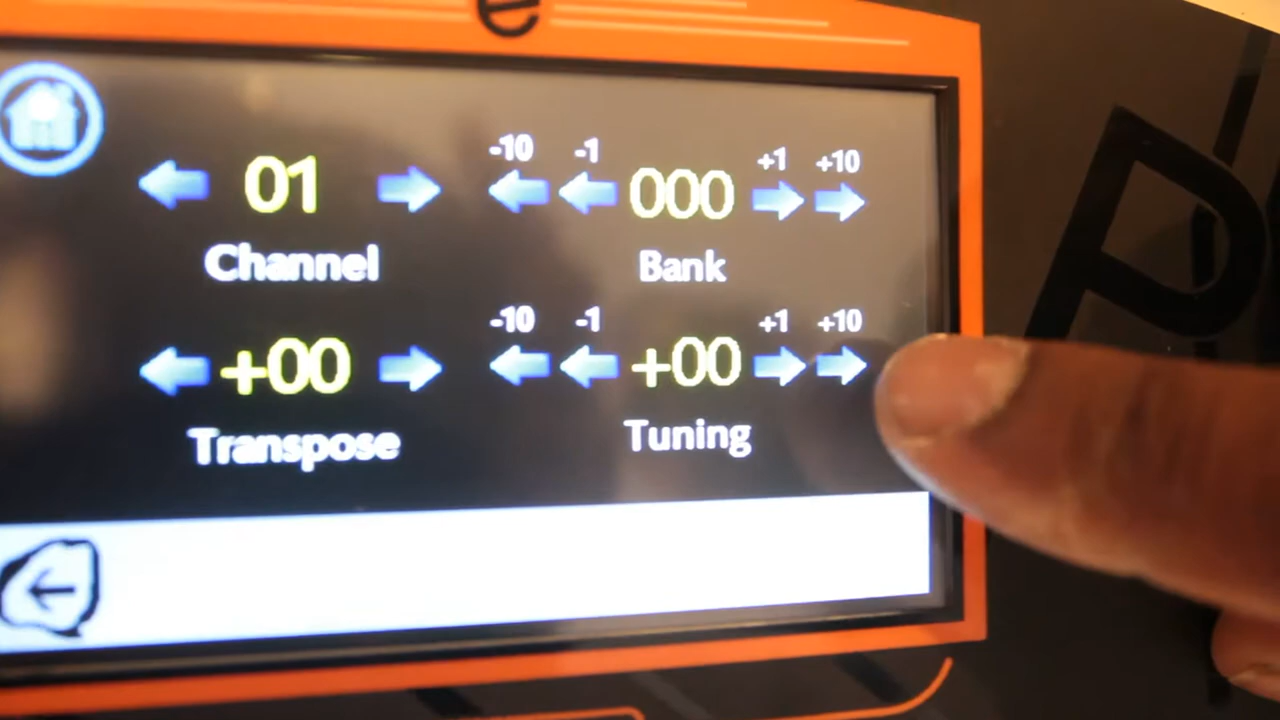 e
-10 -1 +1 +10
01 000
Channel Bank
-10 -1 +1 +10
+00 +00
Transpose Tuning
P